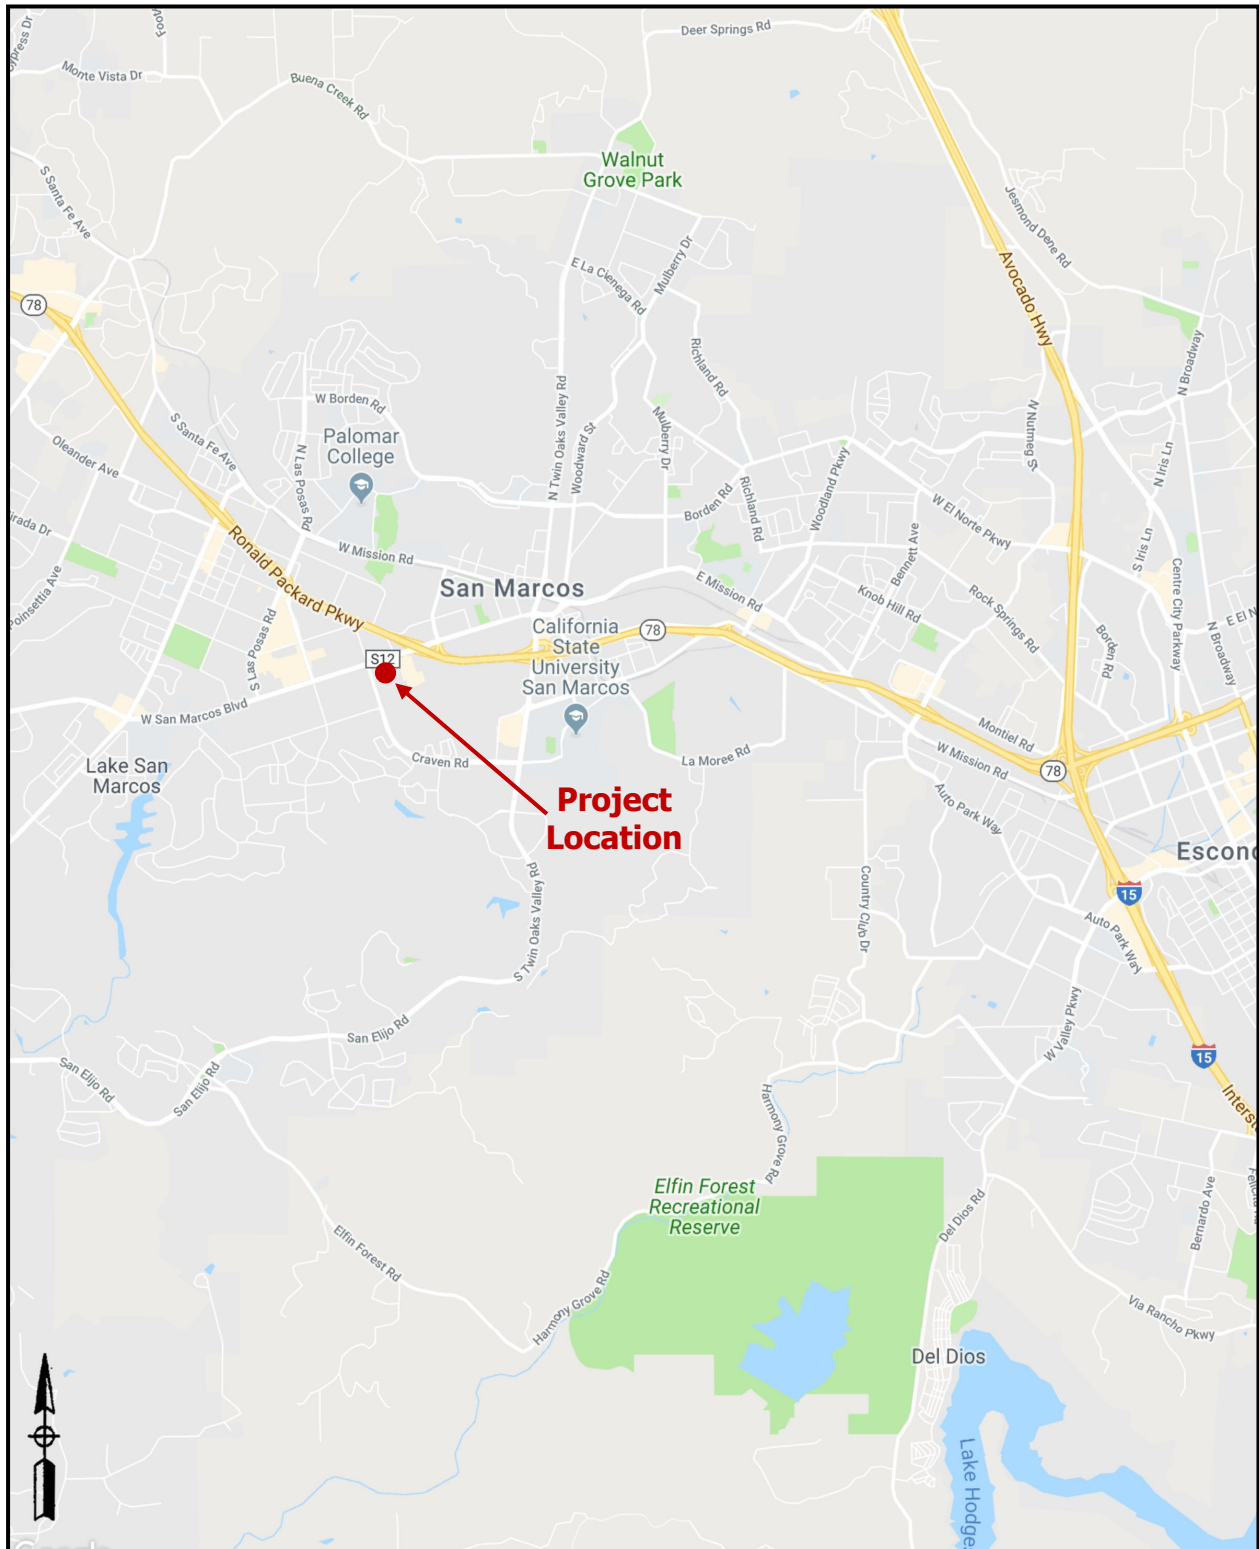 Deer Springs Rd
Monte Vista Dr
Buena Creek Rd
Walnut
Grove Park
S Santa Fe Ave
Jesmond Dene Rd
Mulberry Dr
E La Cienega Rd
Avocado Hwy
78
N Broadway
Richland Rd
W Borden Rd
N Twin Oaks Valley Rd
Woodward St
Mulberry Dr
N Nutmeg St
Oleander Ave
S Santa Fe Ave
Palomar
College
N Las Posas Rd
N Iris Ln
Borden Rd
Richland Rd
Woodland Pkwy
W El Norte Pkwy
Ronald Packard Pkwy
W Mission Rd
Bennett Ave
S Iris Ln
Poinsettia Ave
San Marcos
E Mission Rd
Knob Hill Rd
Rock Springs Rd
Centre City Parkway
N Broadway
California
State
University
San Marcos
78
Borden Rd
S12
S Las Posas Rd
W San Marcos Blvd
Craven Rd
La Moree Rd
Montiel Rd
W Mission Rd
78
Lake San
Marcos
Project
Location
Auto Park Way
Escond
15
Country Club Dr
S Twin Oaks Valley Rd
Auto Park Way
San Elijo Rd
W Valley Pkwy
15
San Elijo Rd
San Elijo Rd
Harmony Grove Rd
Elfin Forest
Recreational
Reserve
Del Dios Rd
Bernardo Ave
Elfin Forest Rd
Harmony Grove Rd
Via Rancho Pkwy
Del Dios
Lake Hodge